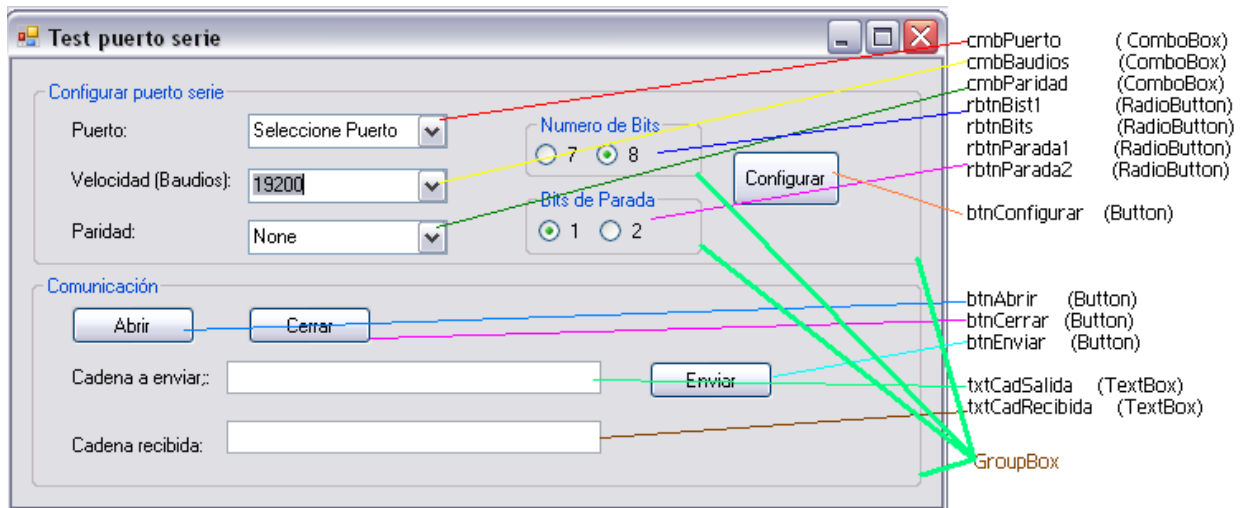 Test puerto serie
Configurar puerto serie
Puerto:
Seleccione Puerto
Velocidad (Baudios):
19200
Paridad:
None
Numero de Bits
7 8
Bits de Parada
1 2
Configurar
Comunicación
Abrir
Cerrar
Cadena a enviar;:
Enviar
Cadena recibida:
cmbPuerto ( ComboBox)
cmbBaudios (ComboBox)
cmbParidad (ComboBox)
rbtnBist1 (RadioButton)
rbtnBits (RadioButton)
rbtnParada1 (RadioButton)
rbtnParada2 (RadioButton)
btnConfigurar (Button)
btnAbrir (Button)
btnCerrar (Button)
btnEnviar (Button)
txtCadSalida (TextBox)
txtCadRecibida (TextBox)
GroupBox